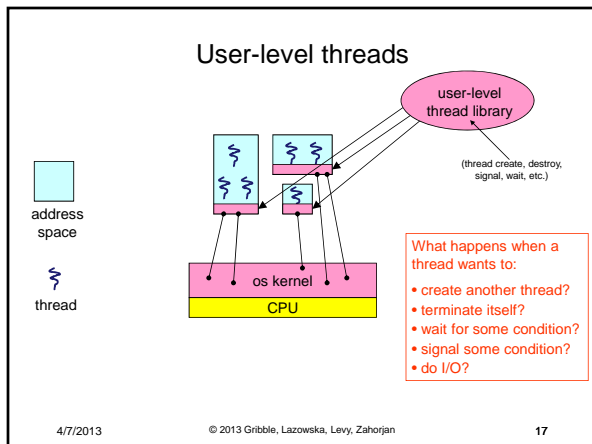 User-level threads
user-level
thread library
(thread create, destroy,
signal, wait, etc.)
address
space
thread
os kernel
CPU
What happens when a
thread wants to:
• create another thread?
• terminate itself?
• wait for some condition?
• signal some condition?
• do I/O?
4/7/2013
© 2013 Gribble, Lazowska, Levy, Zahorjan
17